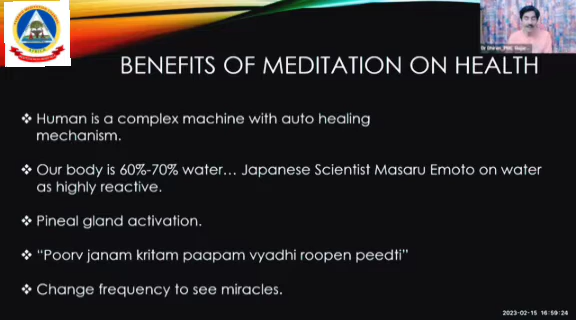 BENEFITS OF MEDITATION ON HEALTH
❖ Human is a complex machine with auto healing
mechanism.
❖ Our body is 60%-70% water… Japanese Scientist Masaru Emoto on water
as highly reactive.
❖ Pineal gland activation.
❖ “Poorv janam kritam paapam vyadhi roopen peedti”
❖ Change frequency to see miracles.
2023-02-15 16:59:24